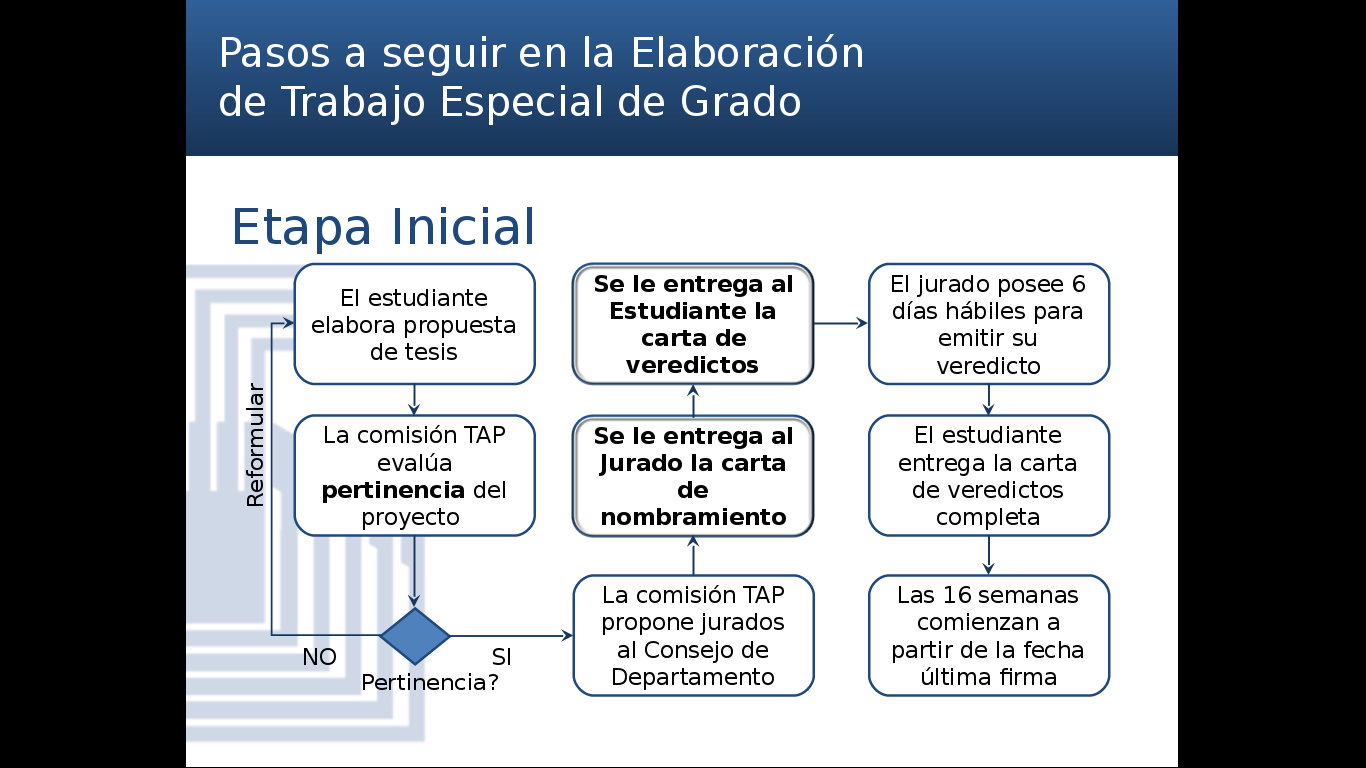 Pasos a seguir en la Elaboración
de Trabajo Especial de Grado
Etapa Inicial
El estudiante
elabora propuesta
de tesis
Reformular
La comisión TAP
evalúa
pertinencia del
proyecto
NO
SI
Pertinencia?
La comisión TAP
propone jurados
al Consejo de
Departamento
Se le entrega al
Jurado la carta
de
nombramiento
Se le entrega al
Estudiante la
carta de
veredictos
El jurado posee 6
días hábiles para
emitir su
veredicto
El estudiante
entrega la carta
de veredictos
completa
Las 16 semanas
comienzan a
partir de la fecha
última firma